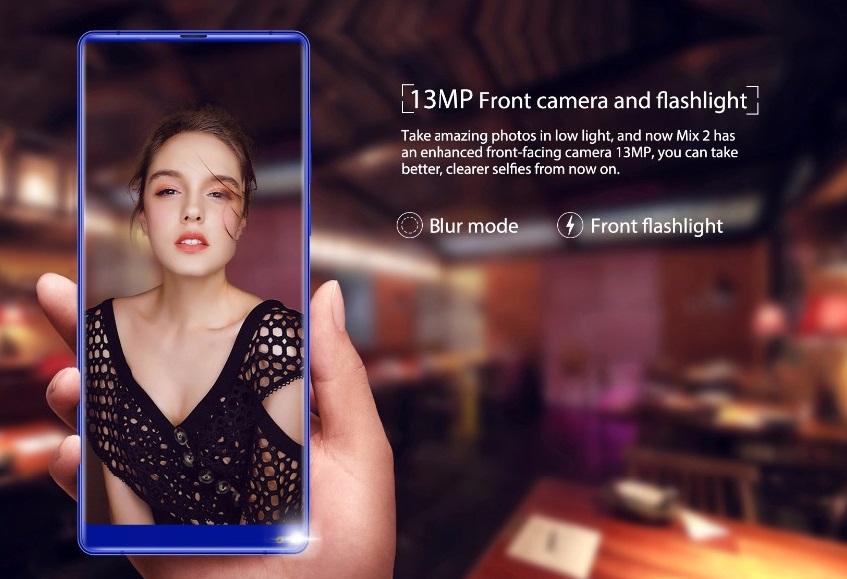 13MP Front camera and flashlight
Take amazing photos in low light, and now Mix 2 has
an enhanced front-facing camera 13MP, you can take
better, clearer selfies from now on.
Blur mode
Front flashlight